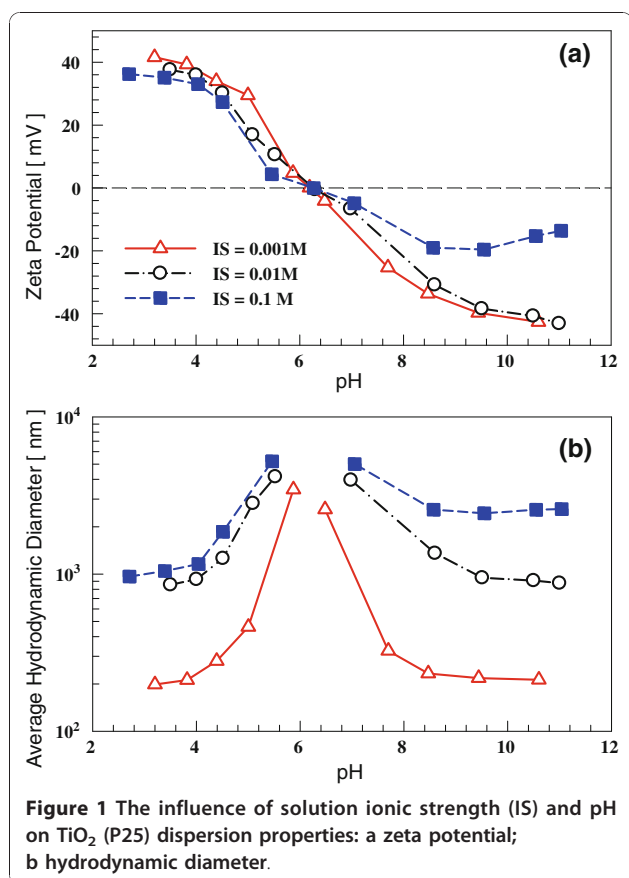 (a)
Zeta Potential [ mV ]
40
20
0
-20
-40
IS = 0.001M
IS = 0.01M
IS = 0.1 M
2 4 6 8 10 12
pH
(b)
Average Hydrodynamic Diameter [ nm ]
10⁴
10³
10²
2 4 6 8 10 12
pH
Figure 1 The influence of solution ionic strength (IS) and pH
on TiO₂ (P25) dispersion properties: a zeta potential;
b hydrodynamic diameter.